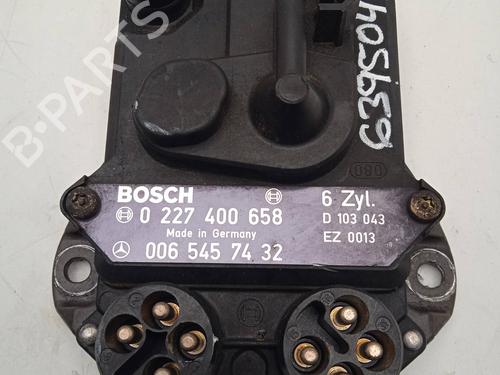 639504
080
BOSCH
6 Zyl.
0 227 400 658
D 103 043
Made in Germany
EZ 0013
006 545 74 32
B-PARTS